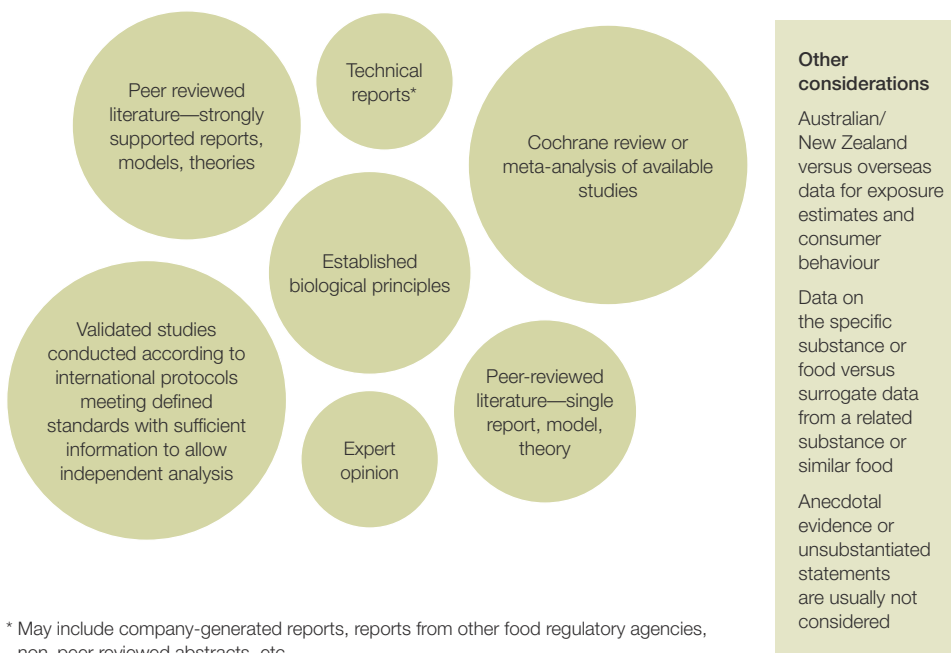 Peer reviewed
literature—strongly
supported reports,
models, theories
Technical
reports*
Cochrane review or
meta-analysis of available
studies
Established
biological principles
Validated studies
conducted according to
international protocols
meeting defined
standards with sufficient
information to allow
independent analysis
Peer-reviewed
literature—single
report, model,
theory
Expert
opinion
Other
considerations
Australian/
New Zealand
versus overseas
data for exposure
estimates and
consumer
behaviour
Data on
the specific
substance or
food versus
surrogate data
from a related
substance or
similar food
Anecdotal
evidence or
unsubstantiated
statements
are usually not
considered
* May include company-generated reports, reports from other food regulatory agencies,
non-peer reviewed abstracts, etc